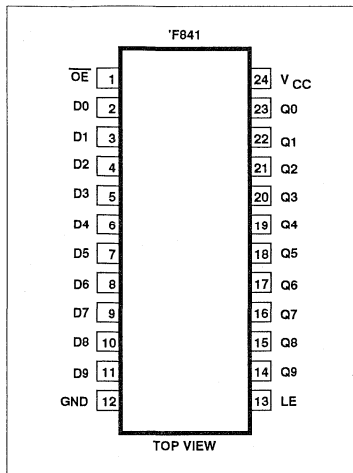 'F841
OE 1 24 V CC
D0 2 23 Q0
D1 3 22 Q1
D2 4 21 Q2
D3 5 20 Q3
D4 6 19 Q4
D5 7 18 Q5
D6 8 17 Q6
D7 9 16 Q7
D8 10 15 Q8
D9 11 14 Q9
GND 12 13 LE
TOP VIEW